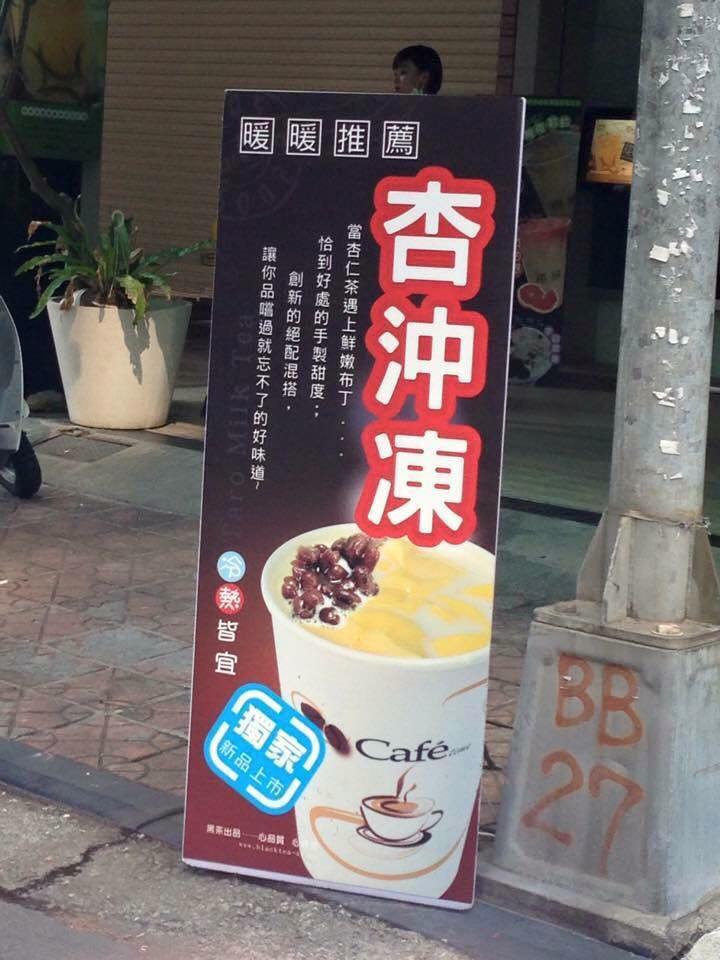 暖暖推薦
杏沖凍
當杏仁茶遇上鮮嫩布丁...
恰到好處的手製甜度..,
創新的絕配混搭,
讓你品嚐過就忘不了的好味道~
冷熱皆宜
獨家
新品上市
Café
Taro Milk Tea
BB
27